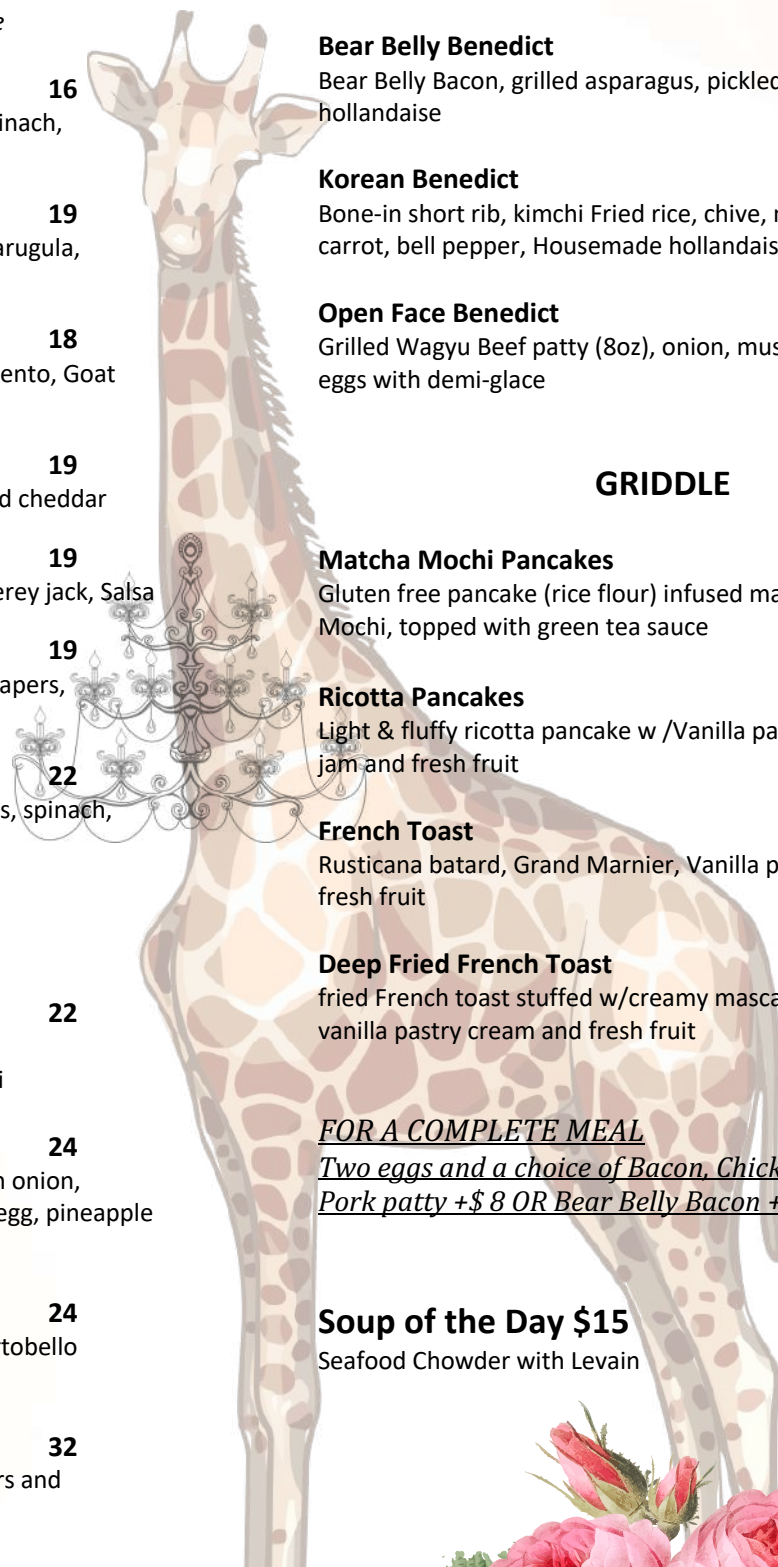 e
16
inach,
19
arugula,
18
ento, Goat
19
d cheddar
19
erey jack, Salsa
19
apers,
22
s, spinach,
22
i
24
n onion,
egg, pineapple
24
tobello
32
rs and
Bear Belly Benedict
Bear Belly Bacon, grilled asparagus, pickled
hollandaise
Korean Benedict
Bone-in short rib, kimchi Fried rice, chive,
carrot, bell pepper, Housemade hollandais
Open Face Benedict
Grilled Wagyu Beef patty (8oz), onion, mus
eggs with demi-glace
GRIDDLE
Matcha Mochi Pancakes
Gluten free pancake (rice flour) infused ma
Mochi, topped with green tea sauce
Ricotta Pancakes
Light & fluffy ricotta pancake w /Vanilla pa
jam and fresh fruit
French Toast
Rusticana batard, Grand Marnier, Vanilla p
fresh fruit
Deep Fried French Toast
fried French toast stuffed w/creamy masca
vanilla pastry cream and fresh fruit
FOR A COMPLETE MEAL
Two eggs and a choice of Bacon, Chick
Pork patty +$ 8 OR Bear Belly Bacon +
Soup of the Day $15
Seafood Chowder with Levain